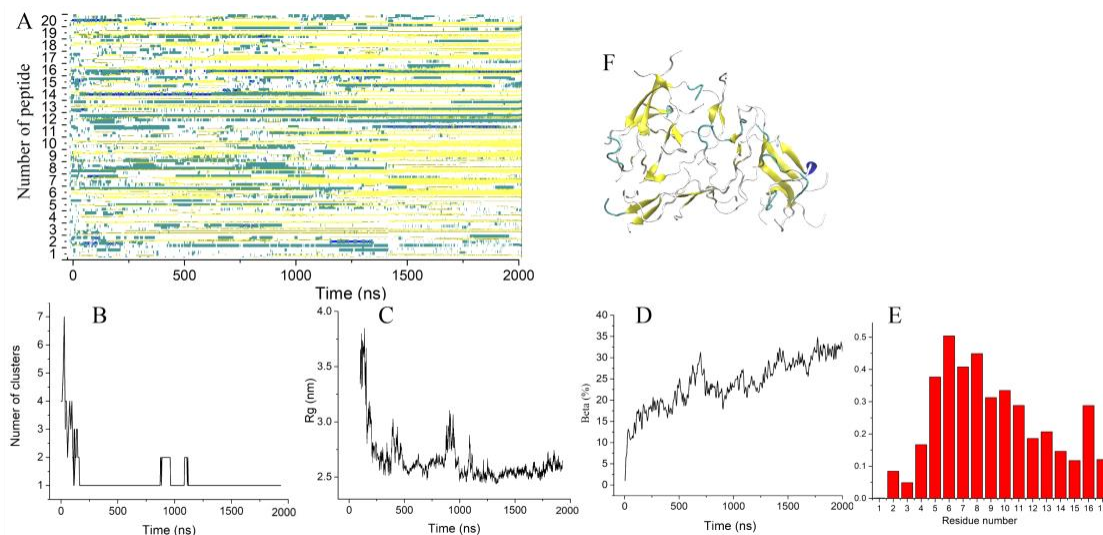 A
Number of peptide
20
19
18
17
16
15
14
13
12
11
10
9
8
7
6
5
4
3
2
1
0 500 1000 1500 2000
Time (ns)
F
B
Numer of clusters
7
6
5
4
3
2
1
0 500 1000 1500 2000
Time (ns)
C
Rg (nm)
4.0
3.5
3.0
2.5
0 500 1000 1500 2000
Time (ns)
D
Beta (%)
40
35
30
25
20
15
10
5
0
0 500 1000 1500 2000
Time (ns)
E
0.5
0.4
0.3
0.2
0.1
0.0
1 2 3 4 5 6 7 8 9 10 11 12 13 14 15 16 1
Residue number